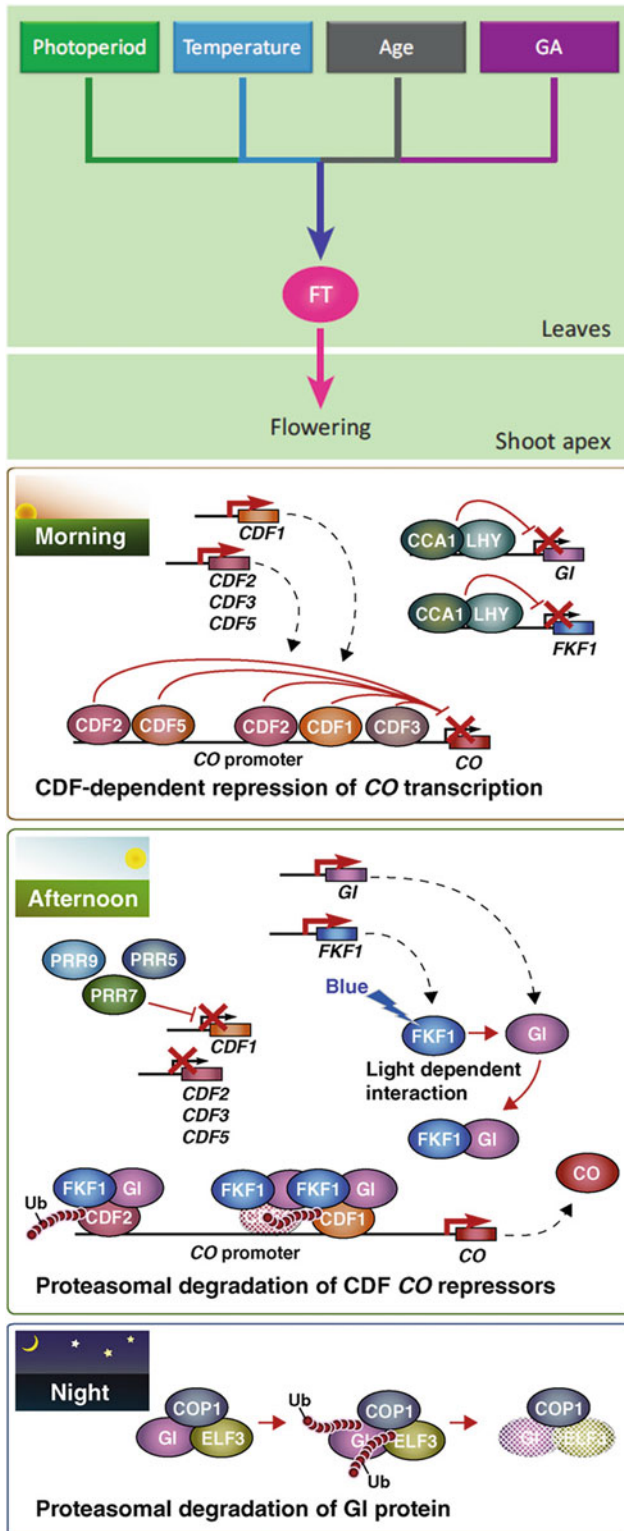 Photoperiod Temperature Age GA
FT
Leaves
Flowering
Shoot apex
Morning
CDF1
CDF2
CDF3
CDF5
CCA1 LHY
GI
CCA1 LHY
FKF1
CDF2 CDF5 CDF2 CDF1 CDF3
CO promoter
CO
CDF-dependent repression of CO transcription
Afternoon
GI
FKF1
PRR9 PRR5
PRR7
CDF1
CDF2
CDF3
CDF5
Blue
FKF1 GI
Light dependent
interaction
FKF1 GI
CO
Ub
FKF1 GI FKF1 FKF1 GI
CDF2 CDF1
CO promoter
CO
Proteasomal degradation of CDF CO repressors
Night
COP1
GI ELF3
Ub
COP1
GI ELF3
Ub
COP1
GI ELF3
Proteasomal degradation of GI protein